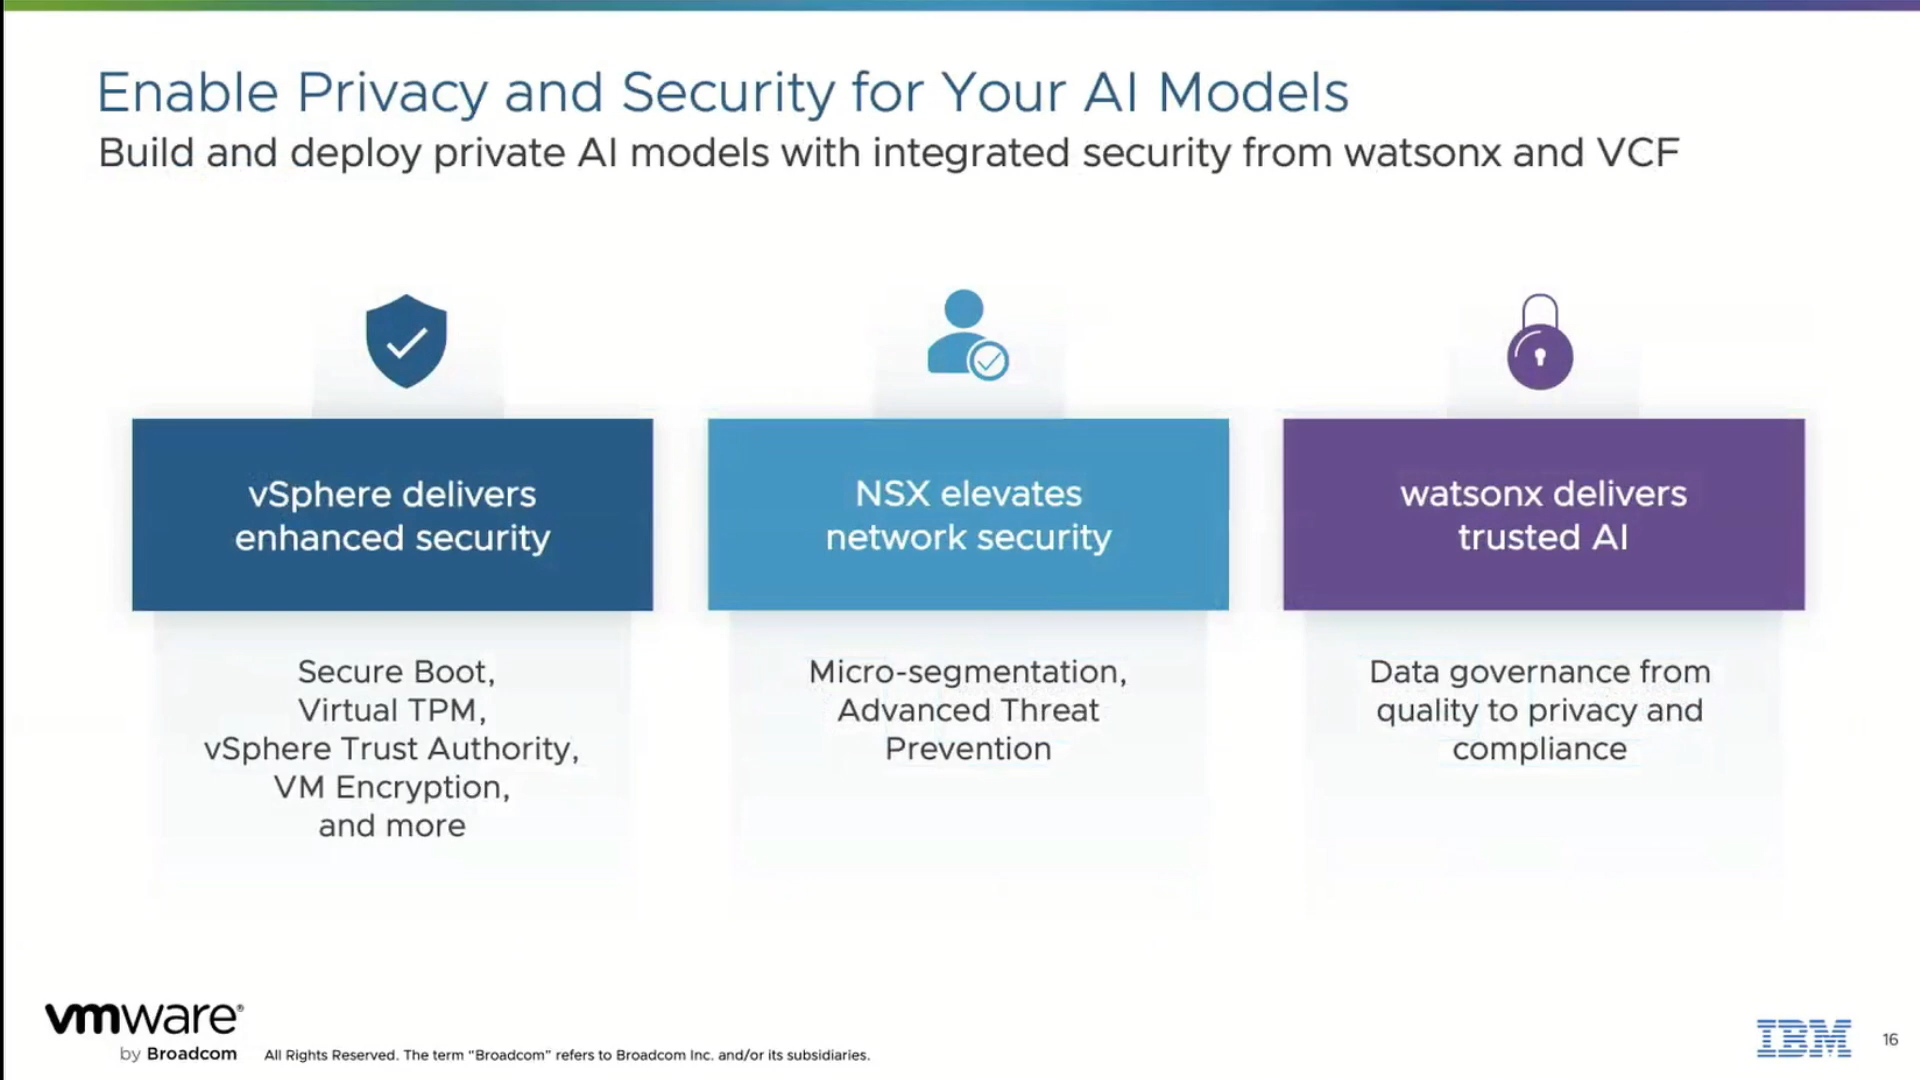 Enable Privacy and Security for Your AI Models
Build and deploy private AI models with integrated security from watsonx and VCF
vSphere delivers
enhanced security
Secure Boot,
Virtual TPM,
vSphere Trust Authority,
VM Encryption,
and more
NSX elevates
network security
Micro-segmentation,
Advanced Threat
Prevention
watsonx delivers
trusted AI
Data governance from
quality to privacy and
compliance
vmware®
by Broadcom
All Rights Reserved. The term “Broadcom” refers to Broadcom Inc. and/or its subsidiaries.
IBM
16